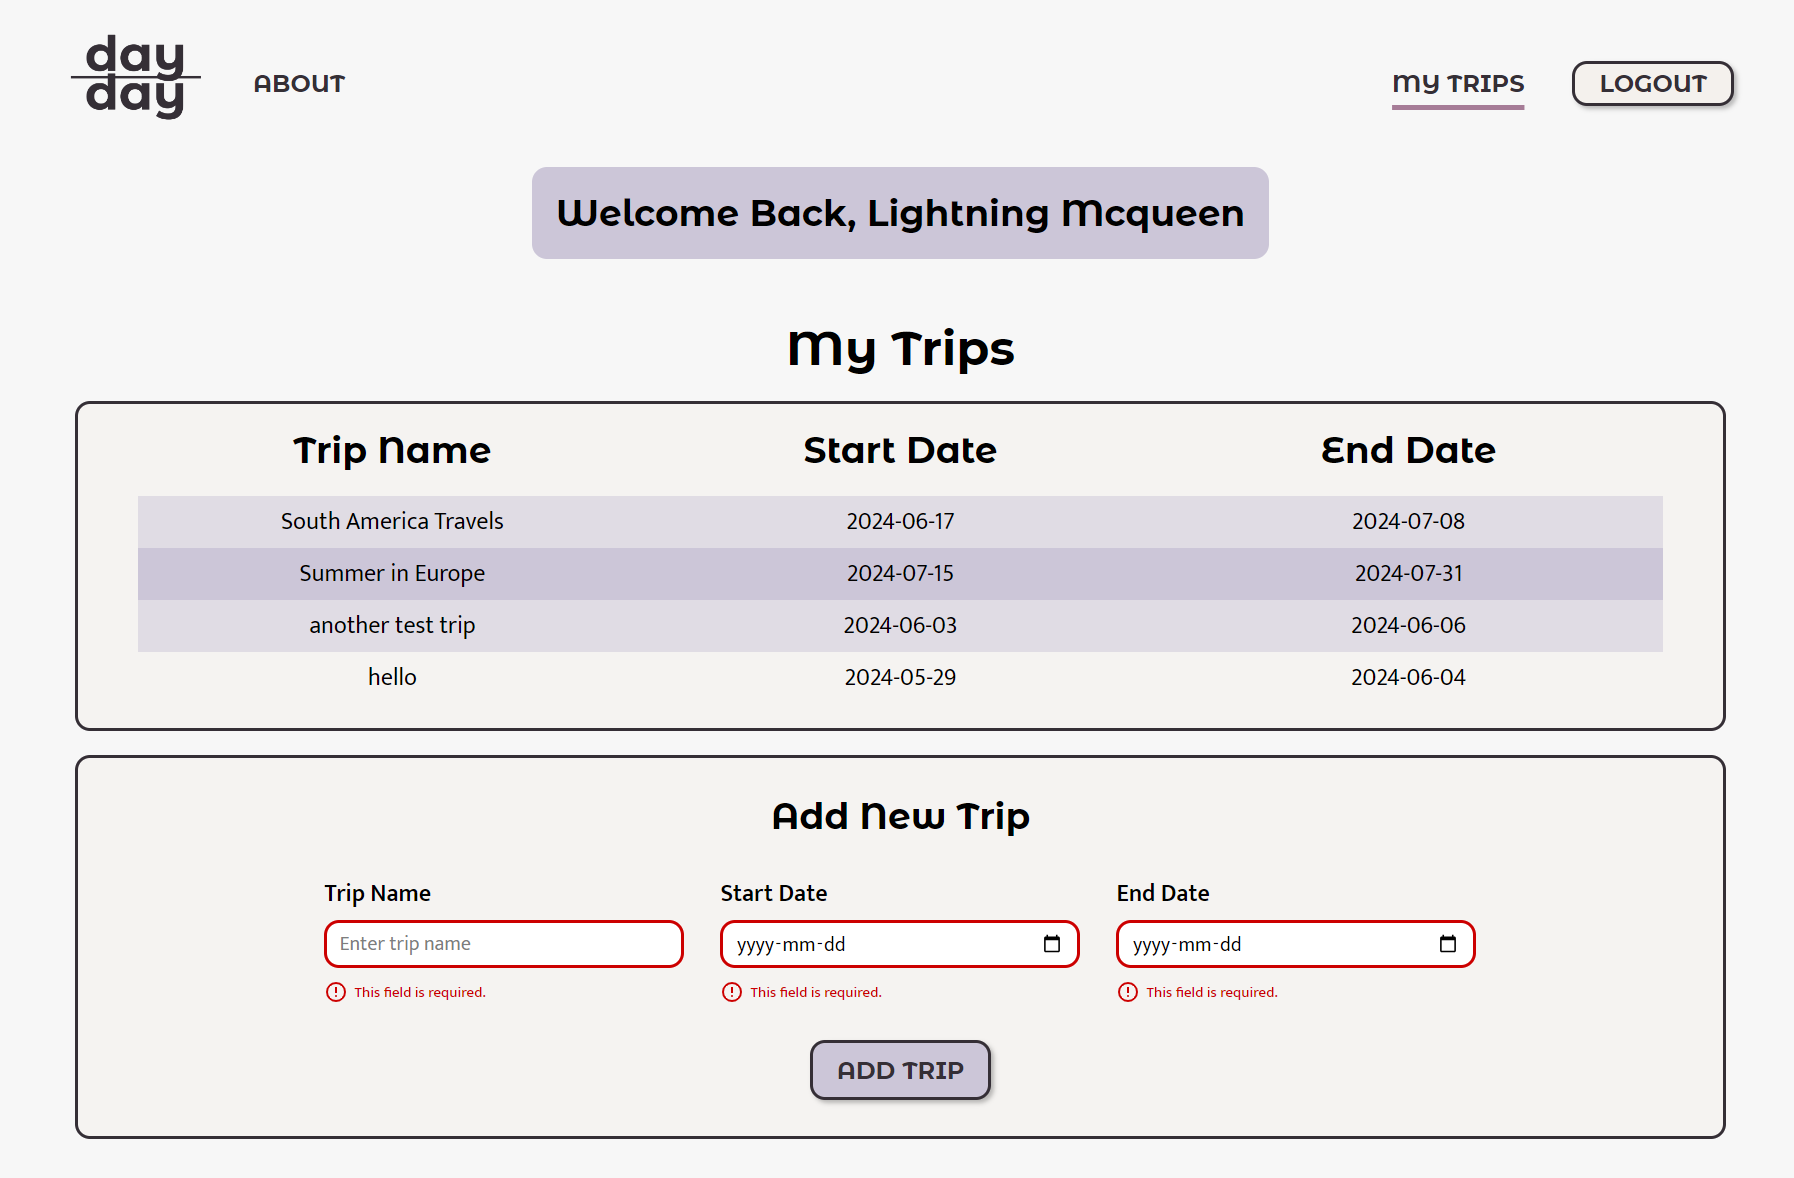 day
day
ABOUT
MY TRIPS
LOGOUT
Welcome Back, Lightning Mcqueen
My Trips
Trip Name Start Date End Date
South America Travels 2024-06-17 2024-07-08
Summer in Europe 2024-07-15 2024-07-31
another test trip 2024-06-03 2024-06-06
hello 2024-05-29 2024-06-04
Add New Trip
Trip Name Start Date End Date
Enter trip name yyyy-mm-dd yyyy-mm-dd
This field is required. This field is required. This field is required.
ADD TRIP